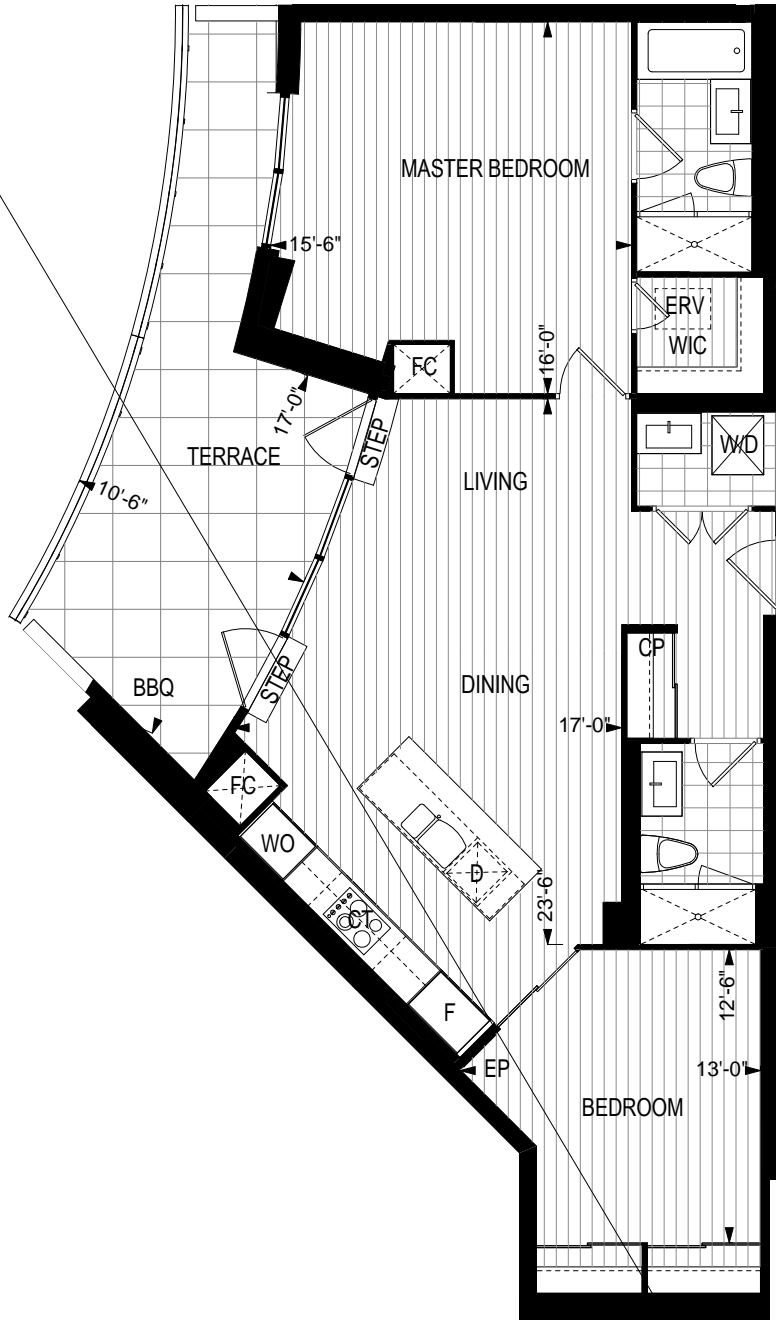 MASTER BEDROOM
15'-6"
ERV
WIC
16'-0"
FC
17'-0"
STEP
W/D
TERRACE
LIVING
10'-6"
CP
STEP
BBQ
DINING
17'-0"
FC
WO
D
23'-6"
CT
F
12'-6"
EP
13'-0"
BEDROOM